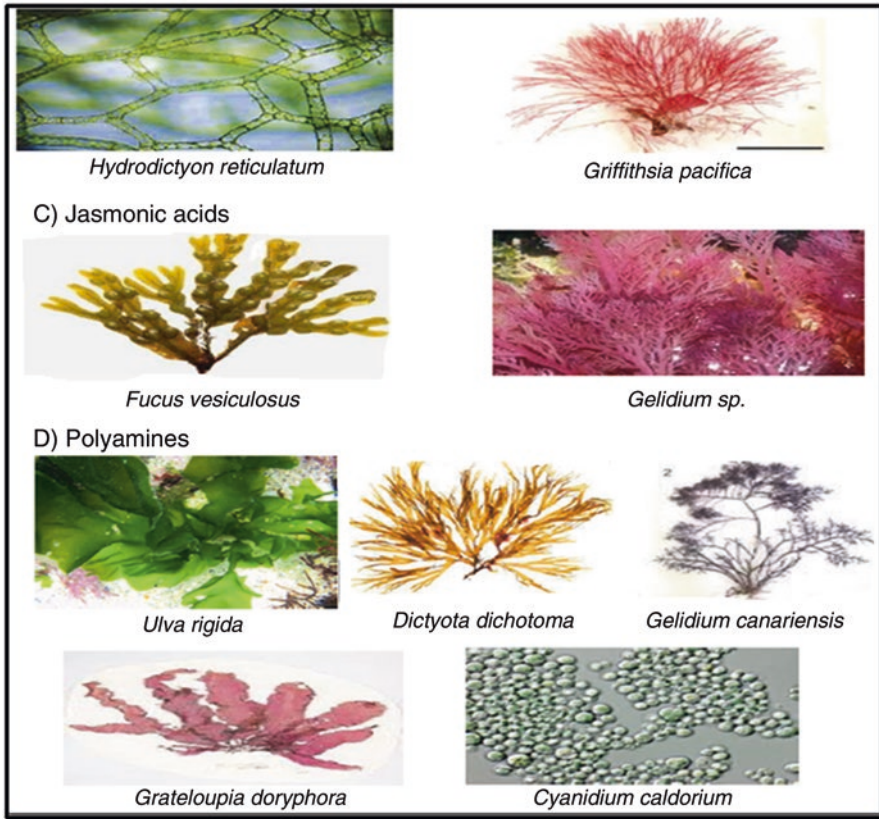 Hydrodictyon reticulatum
Griffithsia pacifica
C) Jasmonic acids
Fucus vesiculosus
Gelidium sp.
D) Polyamines
2
Ulva rigida
Dictyota dichotoma
Gelidium canariensis
Grateloupia doryphora
Cyanidium caldorium